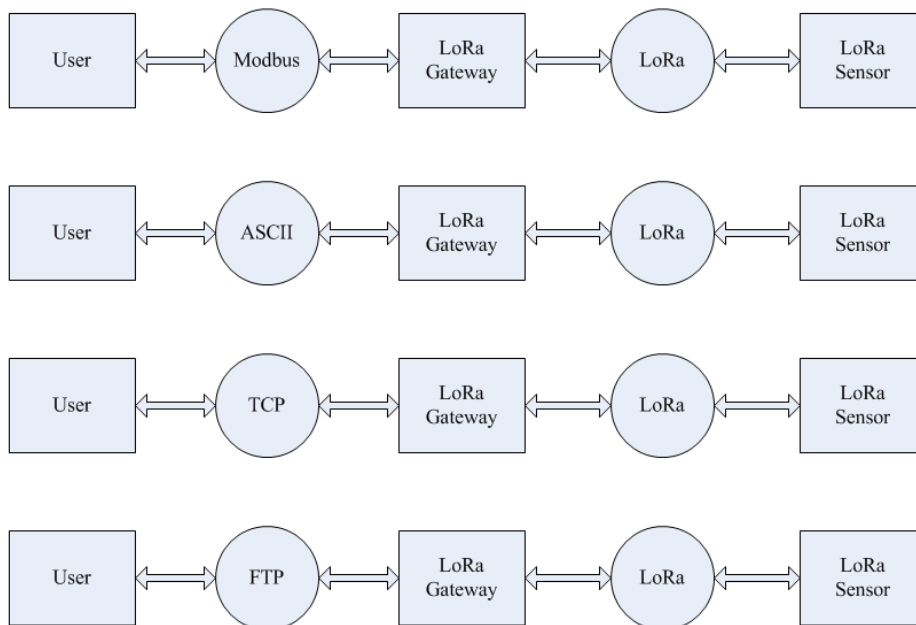 User
Modbus
LoRa
Gateway
LoRa
LoRa
Sensor
User
ASCII
LoRa
Gateway
LoRa
LoRa
Sensor
User
TCP
LoRa
Gateway
LoRa
LoRa
Sensor
User
FTP
LoRa
Gateway
LoRa
LoRa
Sensor